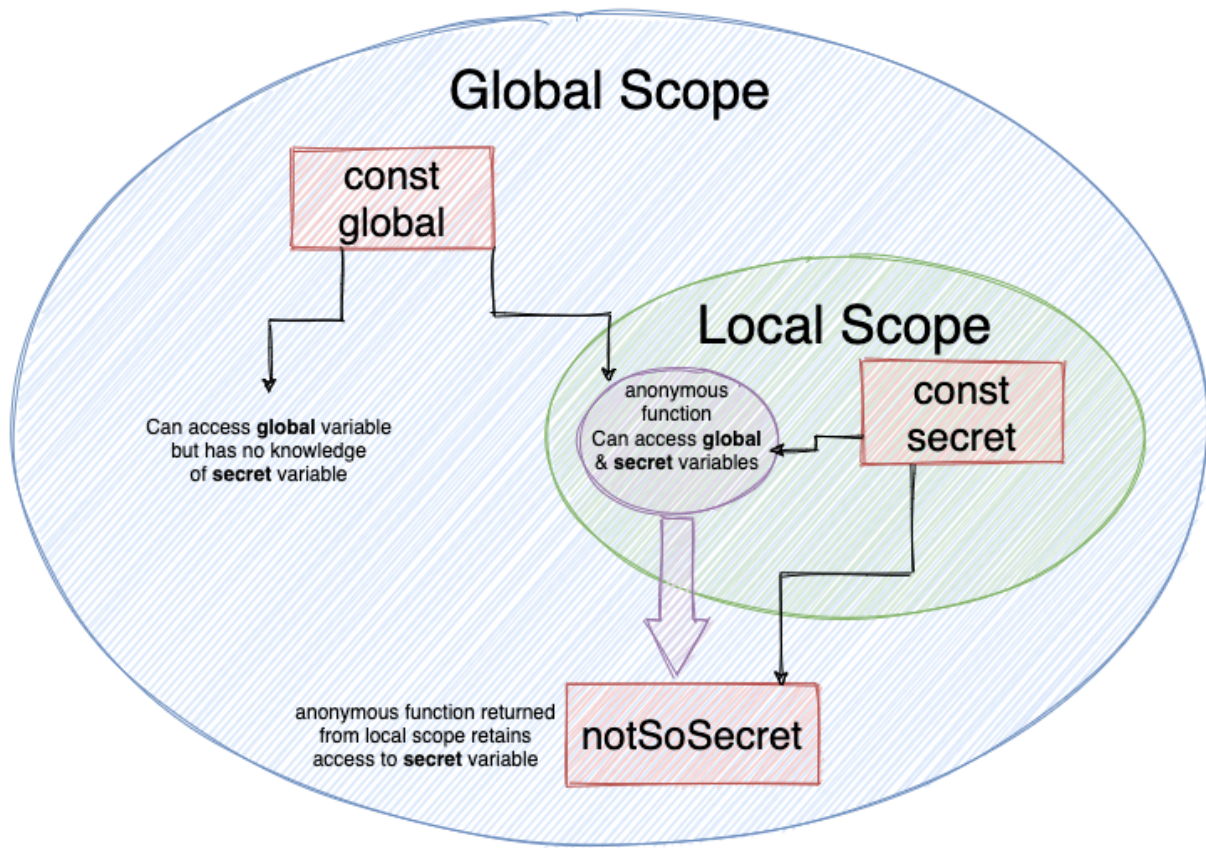 Global Scope
const
global
Local Scope
const
secret
anonymous
function
Can access global
& secret variables
Can access global variable
but has no knowledge
of secret variable
anonymous function returned
from local scope retains
access to secret variable
notSoSecret